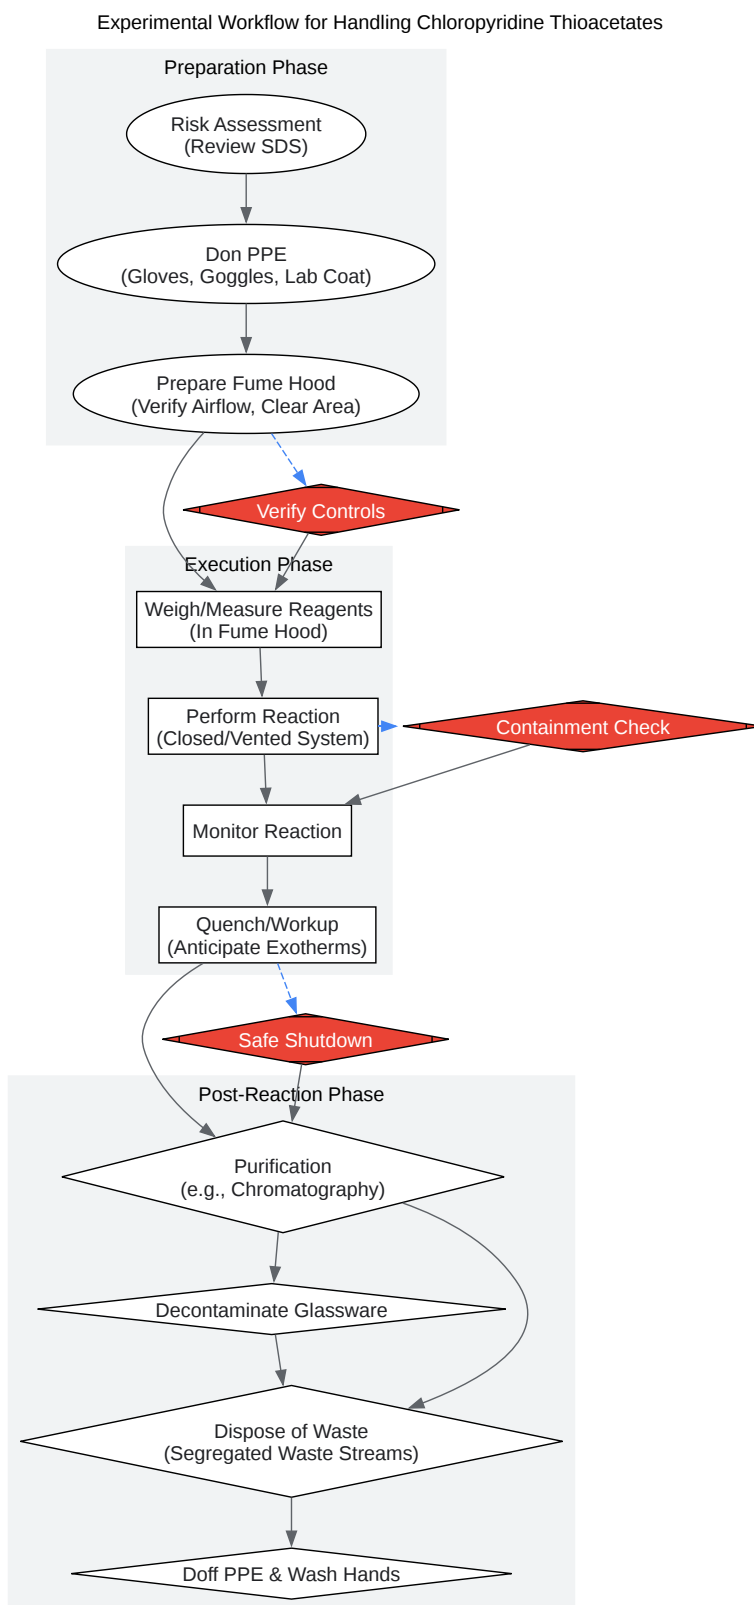 Experimental Workflow for Handling Chloropyridine Thioacetates
Preparation Phase
Risk Assessment
(Review SDS)
Don PPE
(Gloves, Goggles, Lab Coat)
Prepare Fume Hood
(Verify Airflow, Clear Area)
Verify Controls
Execution Phase
Weigh/Measure Reagents
(In Fume Hood)
Perform Reaction
(Closed/Vented System)
Containment Check
Monitor Reaction
Quench/Workup
(Anticipate Exotherms)
Safe Shutdown
Post-Reaction Phase
Purification
(e.g., Chromatography)
Decontaminate Glassware
Dispose of Waste
(Segregated Waste Streams)
Doff PPE & Wash Hands